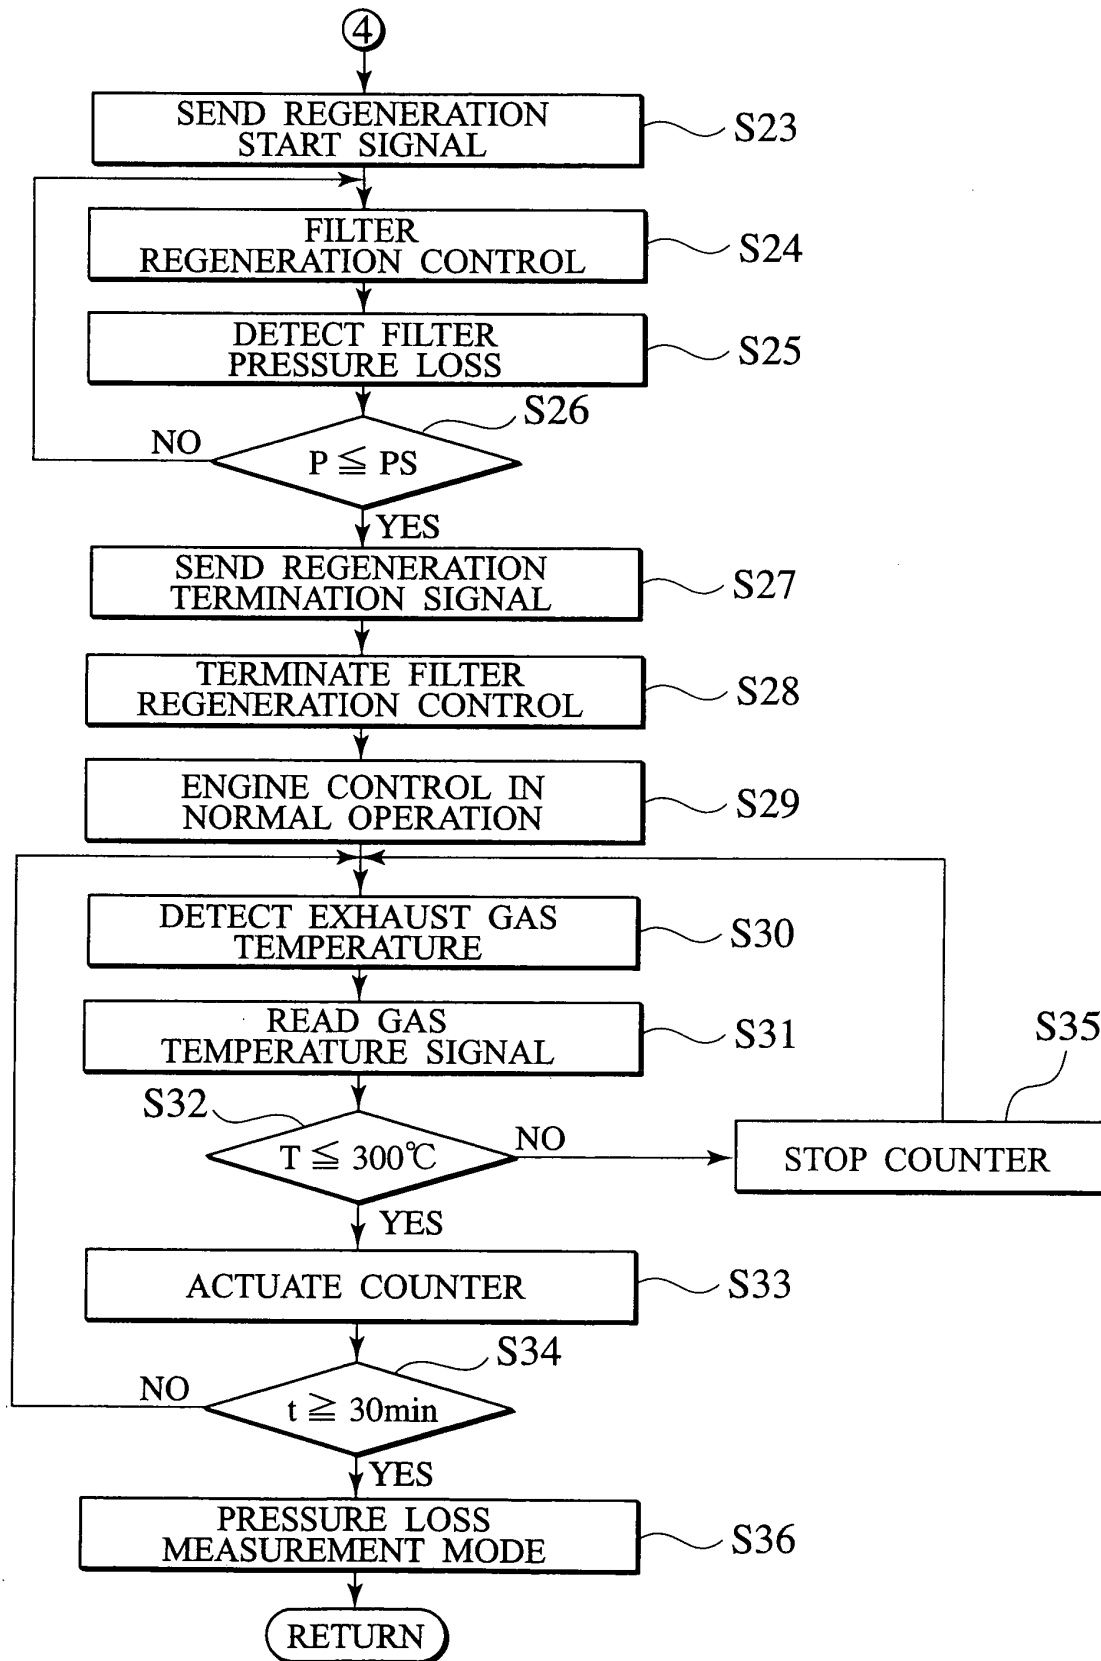 4
SEND REGENERATION
START SIGNAL
S23
FILTER
REGENERATION CONTROL
S24
DETECT FILTER
PRESSURE LOSS
S25
S26
NO
P ≦ PS
YES
SEND REGENERATION
TERMINATION SIGNAL
S27
TERMINATE FILTER
REGENERATION CONTROL
S28
ENGINE CONTROL IN
NORMAL OPERATION
S29
DETECT EXHAUST GAS
TEMPERATURE
S30
READ GAS
TEMPERATURE SIGNAL
S31
S35
S32
T ≦ 300℃
NO
STOP COUNTER
YES
ACTUATE COUNTER
S33
S34
NO
t ≧ 30min
YES
PRESSURE LOSS
MEASUREMENT MODE
S36
RETURN